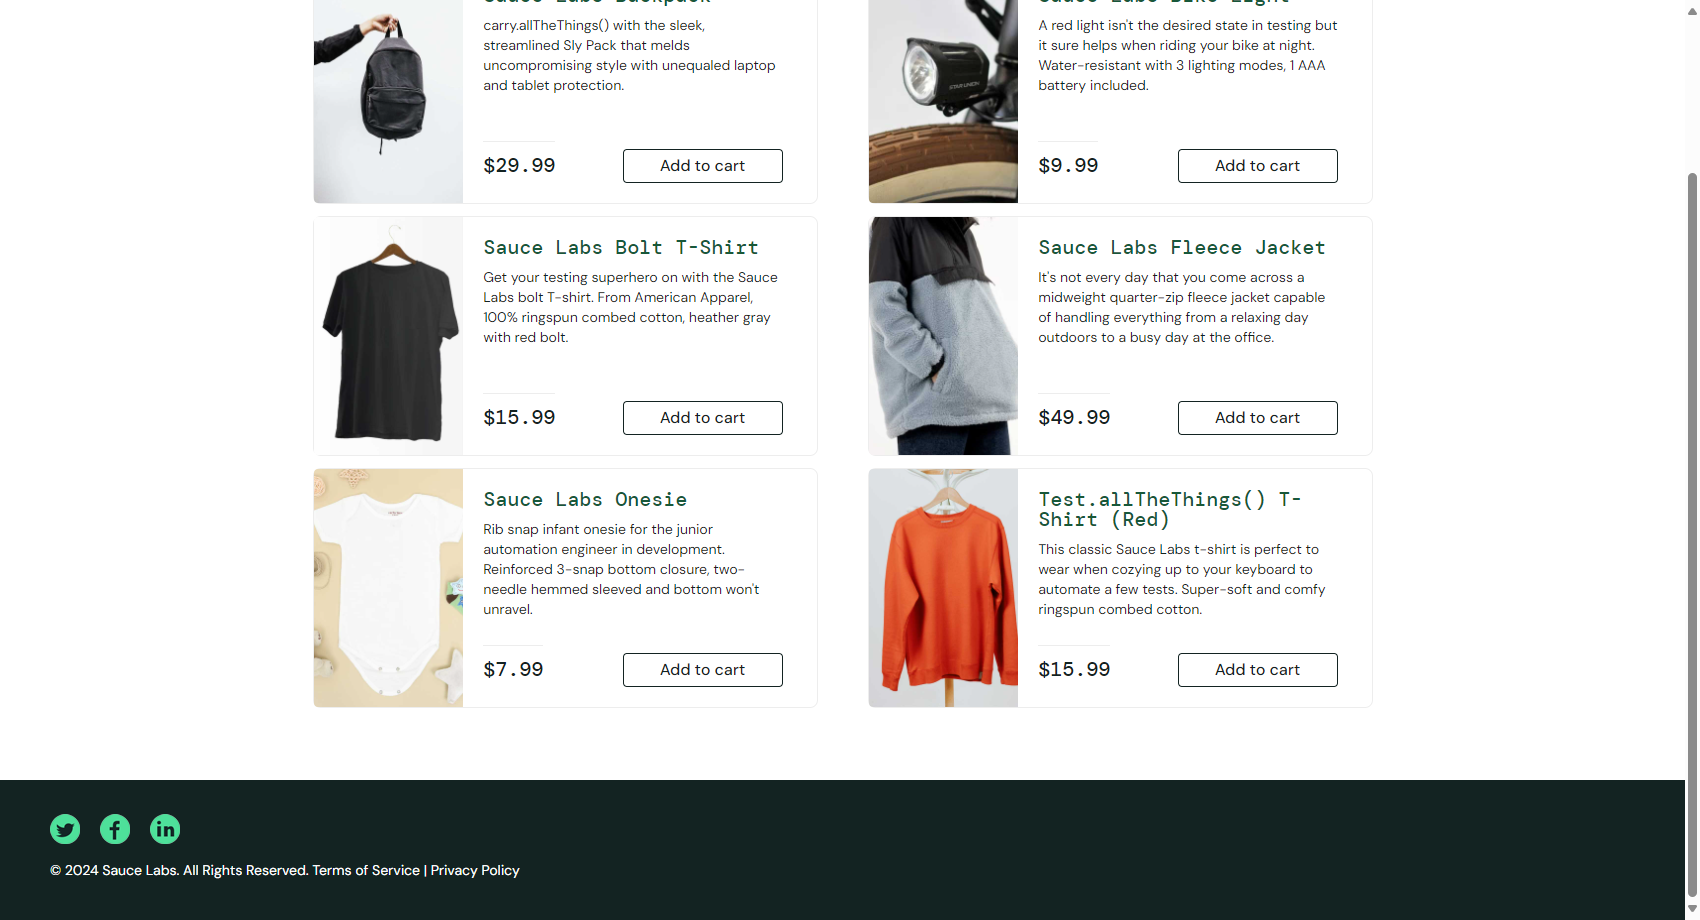 Sauce Labs Backpack
carry.allTheThings() with the sleek,
streamlined Sly Pack that melds
uncompromising style with unequaled laptop
and tablet protection.
$29.99
Add to cart
Sauce Labs Bike Light
A red light isn't the desired state in testing but
it sure helps when riding your bike at night.
Water-resistant with 3 lighting modes, 1 AAA
battery included.
STAR UNION
$9.99
Add to cart
Sauce Labs Bolt T-Shirt
Get your testing superhero on with the Sauce
Labs bolt T-shirt. From American Apparel,
100% ringspun combed cotton, heather gray
with red bolt.
$15.99
Add to cart
Sauce Labs Fleece Jacket
It's not every day that you come across a
midweight quarter-zip fleece jacket capable
of handling everything from a relaxing day
outdoors to a busy day at the office.
$49.99
Add to cart
Sauce Labs Onesie
Rib snap infant onesie for the junior
automation engineer in development.
Reinforced 3-snap bottom closure, two-
needle hemmed sleeved and bottom won't
unravel.
$7.99
Add to cart
Test.allTheThings() T-
Shirt (Red)
This classic Sauce Labs t-shirt is perfect to
wear when cozying up to your keyboard to
automate a few tests. Super-soft and comfy
ringspun combed cotton.
$15.99
Add to cart
© 2024 Sauce Labs. All Rights Reserved. Terms of Service | Privacy Policy